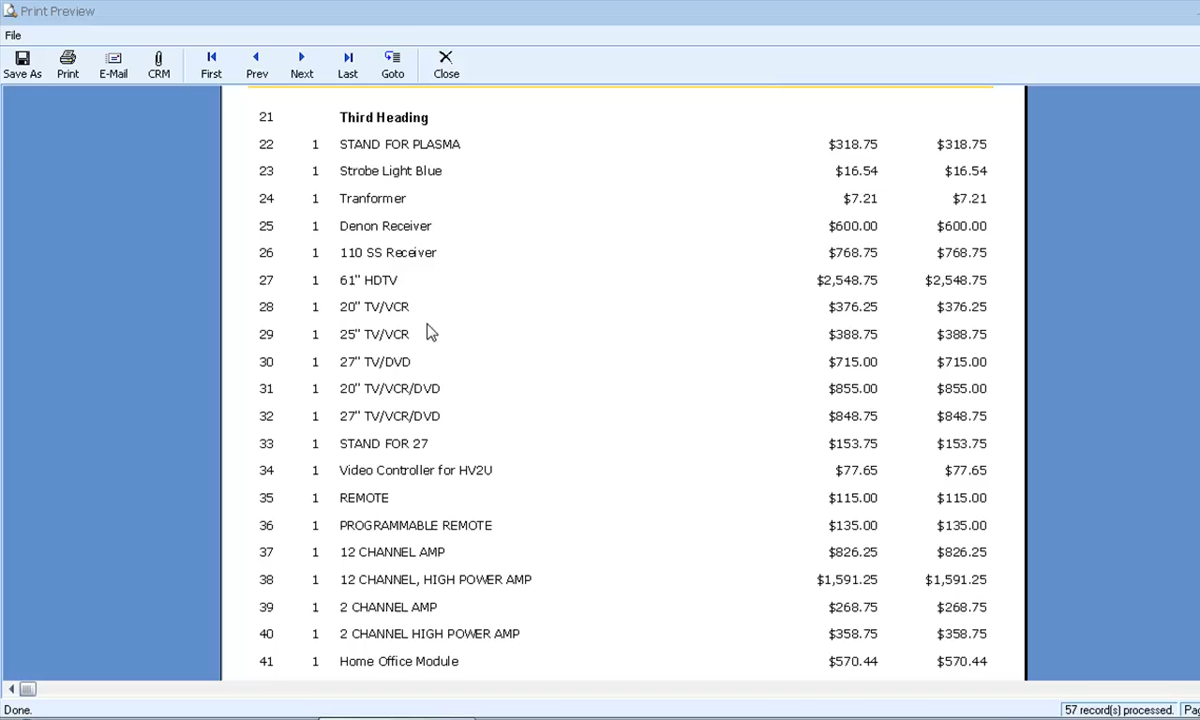 Print Preview
File
Save As Print E-Mail CRM First Prev Next Last Goto Close
21 Third Heading
22 1 STAND FOR PLASMA $318.75 $318.75
23 1 Strobe Light Blue $16.54 $16.54
24 1 Tranformer $7.21 $7.21
25 1 Denon Receiver $600.00 $600.00
26 1 110 SS Receiver $768.75 $768.75
27 1 61" HDTV $2,548.75 $2,548.75
28 1 20" TV/VCR $376.25 $376.25
29 1 25" TV/VCR $388.75 $388.75
30 1 27" TV/DVD $715.00 $715.00
31 1 20" TV/VCR/DVD $855.00 $855.00
32 1 27" TV/VCR/DVD $848.75 $848.75
33 1 STAND FOR 27 $153.75 $153.75
34 1 Video Controller for HV2U $77.65 $77.65
35 1 REMOTE $115.00 $115.00
36 1 PROGRAMMABLE REMOTE $135.00 $135.00
37 1 12 CHANNEL AMP $826.25 $826.25
38 1 12 CHANNEL, HIGH POWER AMP $1,591.25 $1,591.25
39 1 2 CHANNEL AMP $268.75 $268.75
40 1 2 CHANNEL HIGH POWER AMP $358.75 $358.75
41 1 Home Office Module $570.44 $570.44
Done. 57 record(s) processed.